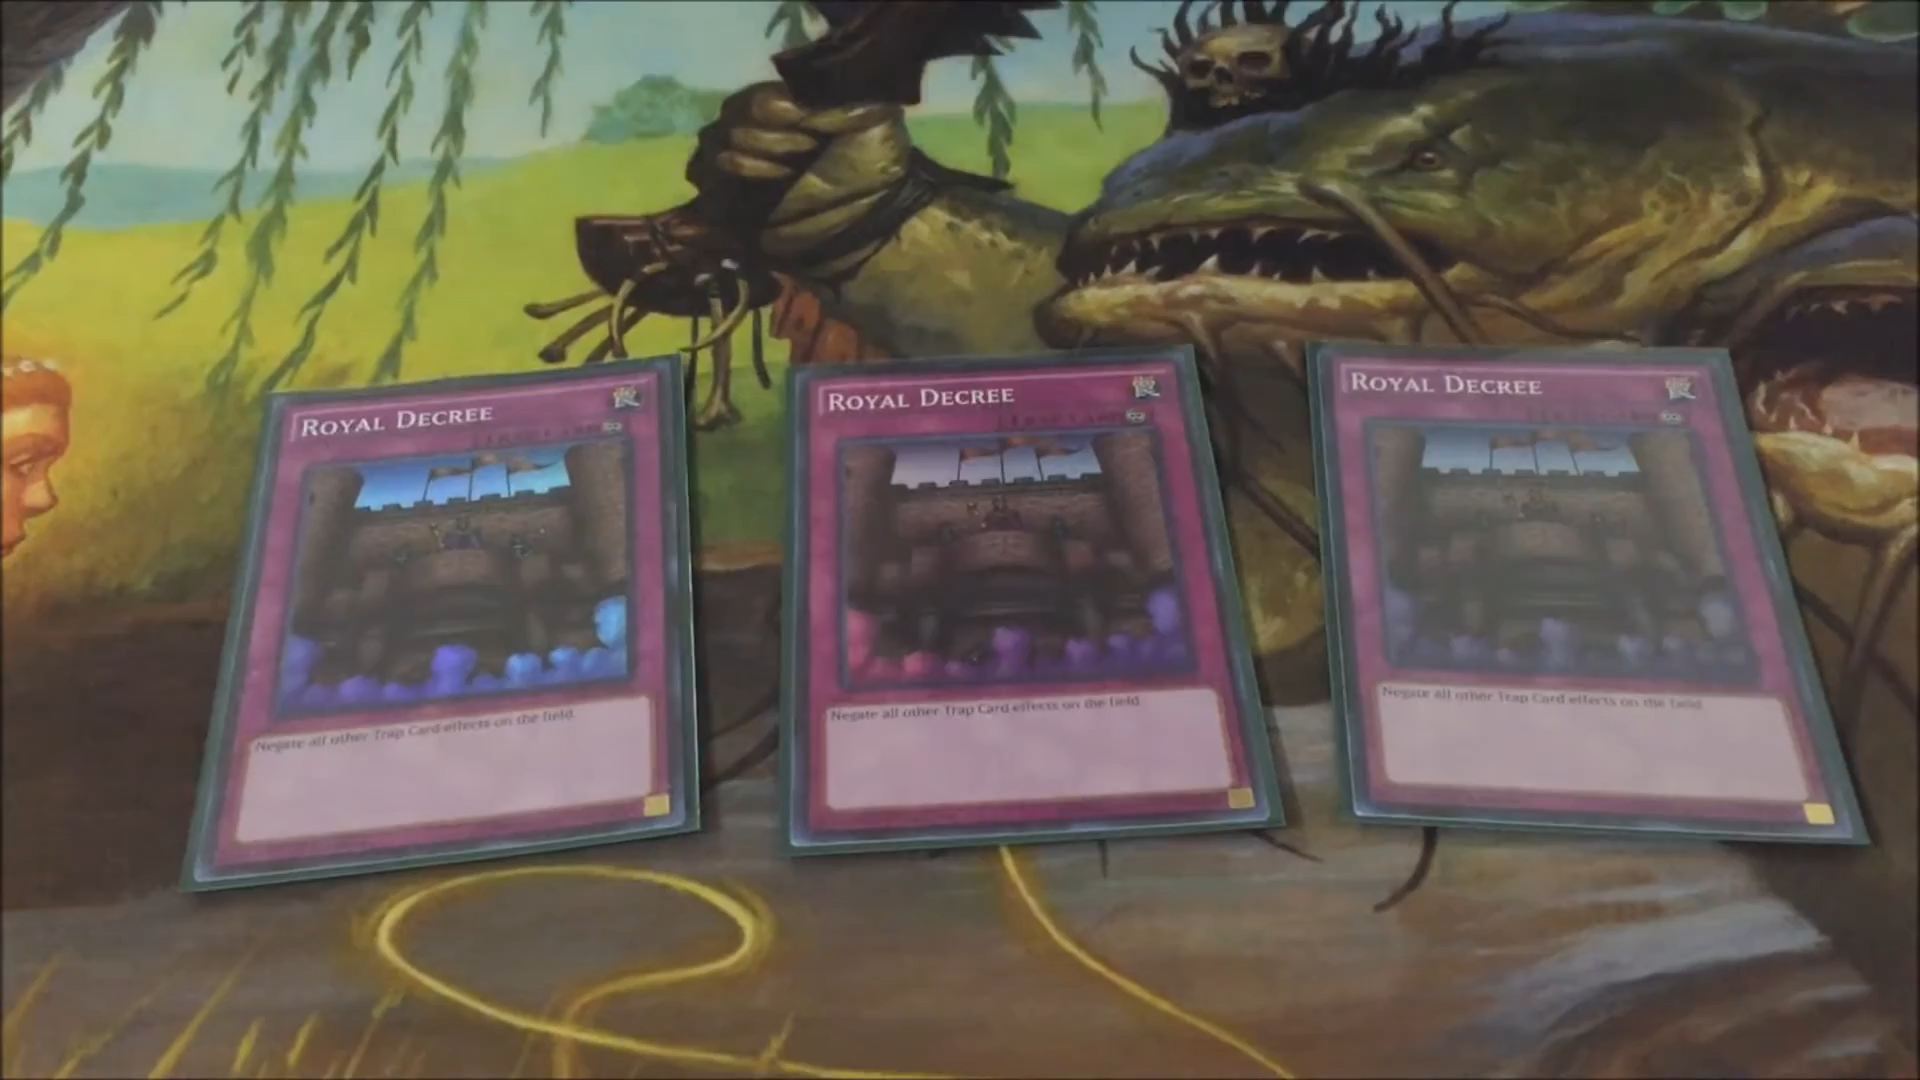 ROYAL DECREE
Negate all other Trap Card effects on the field.
ROYAL DECREE
Negate all other Trap Card effects on the field.
ROYAL DECREE
Negate all other Trap Card effects on the field.